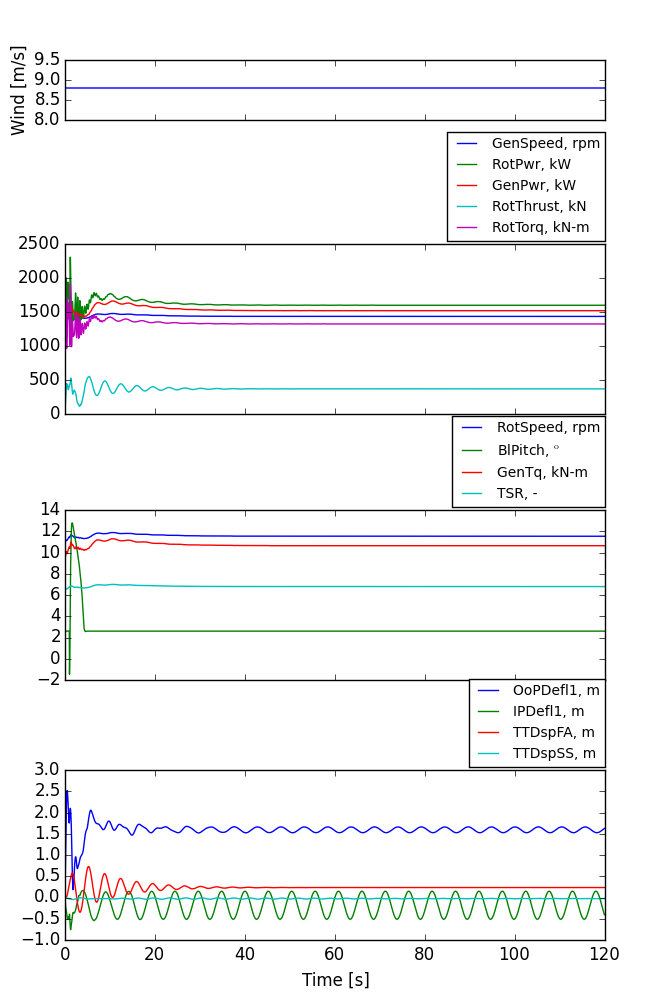 Wind [m/s]
9.5
9.0
8.5
8.0
GenSpeed, rpm
RotPwr, kW
GenPwr, kW
RotThrust, kN
RotTorq, kN-m
2500
2000
1500
1000
500
0
RotSpeed, rpm
BlPitch, °
GenTq, kN-m
TSR, -
14
12
10
8
6
4
2
0
−2
OoPDefl1, m
IPDefl1, m
TTDspFA, m
TTDspSS, m
3.0
2.5
2.0
1.5
1.0
0.5
0.0
−0.5
−1.0
0 20 40 60 80 100 120
Time [s]